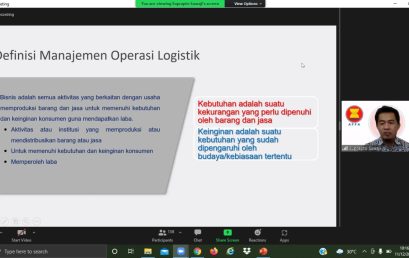 You are viewing
screen
View Options
Definisi Manajemen Operasi Logistik
Bisnis adalah semua aktivitas yang berkaitan dengan usaha
memproduksi barang dan jasa untuk memenuhi kebutuhan
dan keinginan konsumen guna mendapatkan laba.
• Aktivitas atau institusi yang memproduksi atau
mendistribusikan barang atau jasa
• Untuk memenuhi kebutuhan dan keinginan konsumen
• Memperoleh laba
Kebutuhan adalah suatu
kekurangan yang perlu dipenuhi
oleh barang dan jasa
Keinginan adalah suatu
kebutuhan yang sudah
dipengaruhi oleh
budaya/kebiasaan tertentu
Start Video
Participants
Chat
Share Screen
Reactions
Apps
Type here to search
30°C